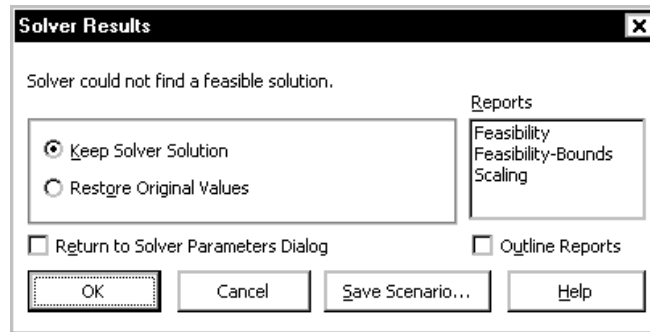 Solver Results
Solver could not find a feasible solution.
Reports
Keep Solver Solution
Restore Original Values
Feasibility
Feasibility-Bounds
Scaling
Return to Solver Parameters Dialog
Outline Reports
OK
Cancel
Save Scenario...
Help